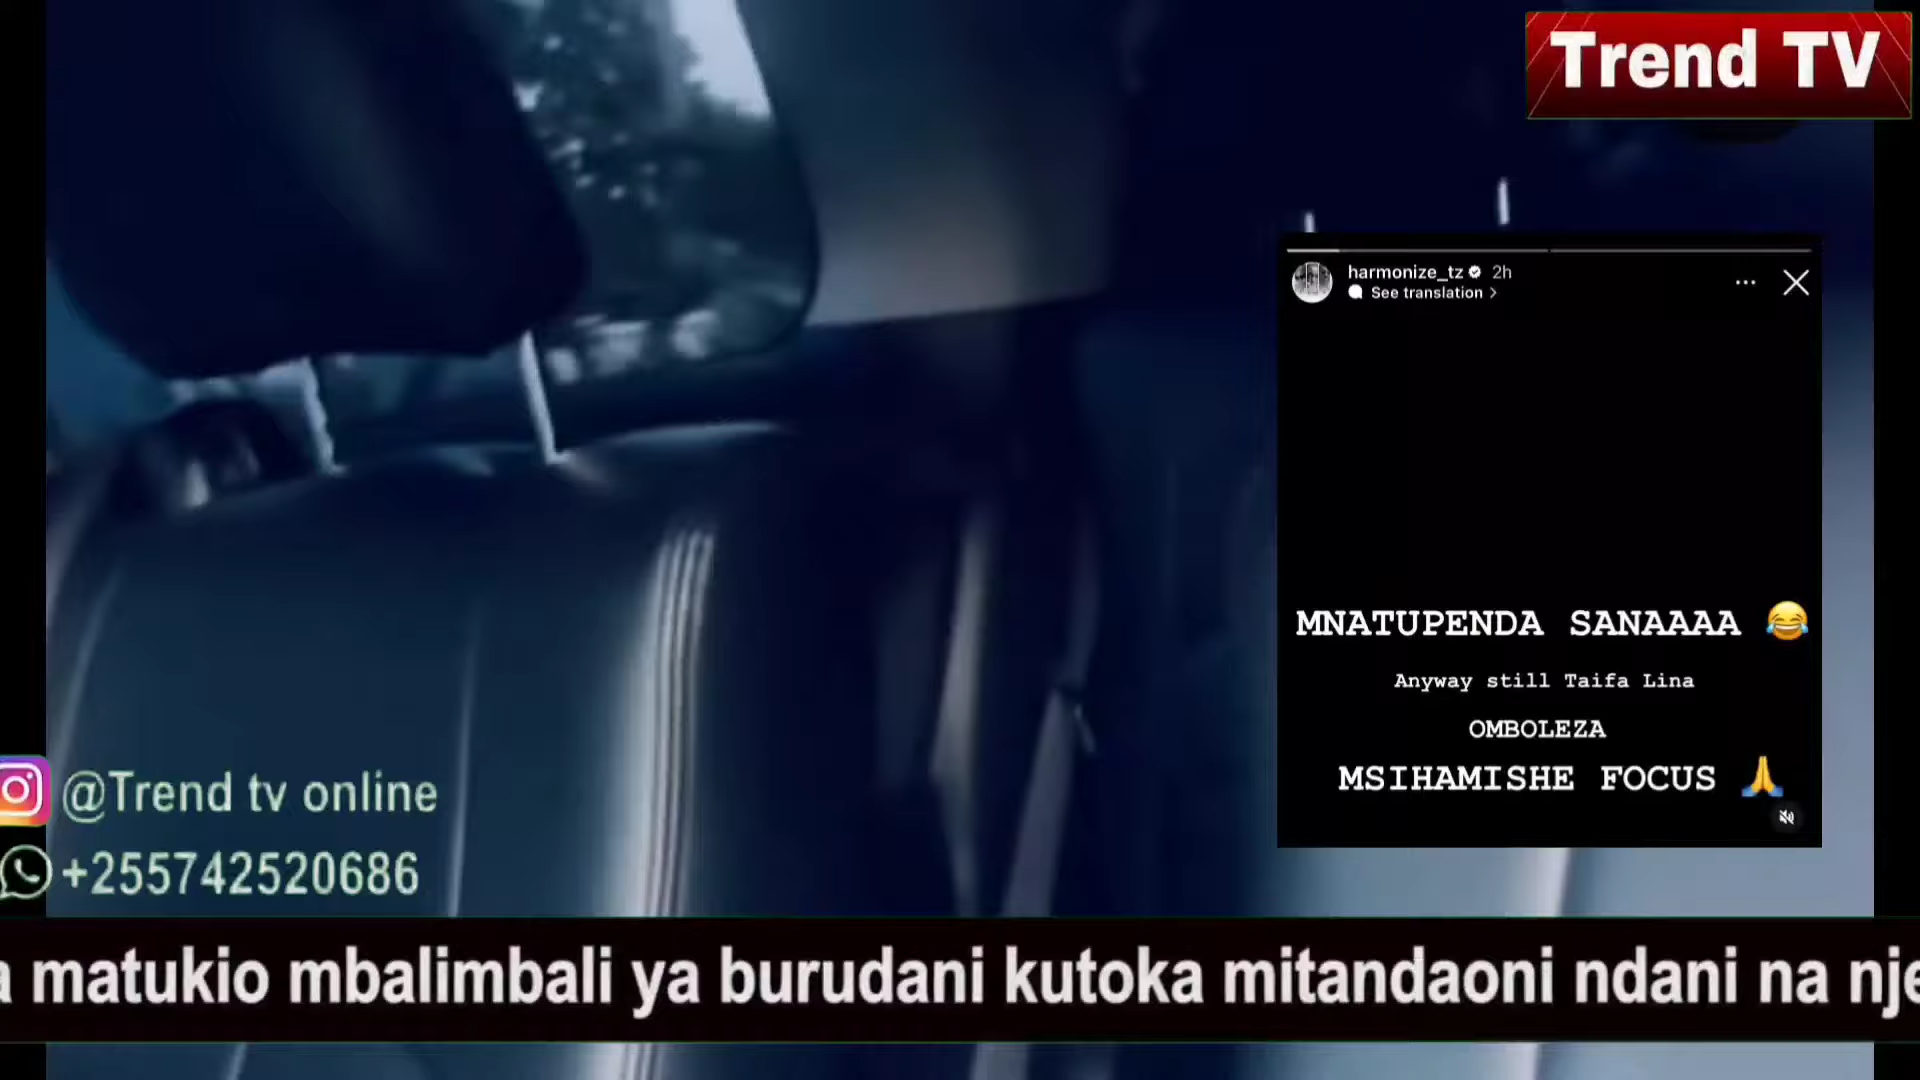 Trend TV
harmonize_tz 2h
See translation >
MNATUPENDA SANAAAA 😂
Anyway still Taifa Lina
OMBOLEZA
MSIHAMISHE FOCUS 🙏
@Trend tv online
+255742520686
a matukio mbalimbali ya burudani kutoka mitandaoni ndani na nje